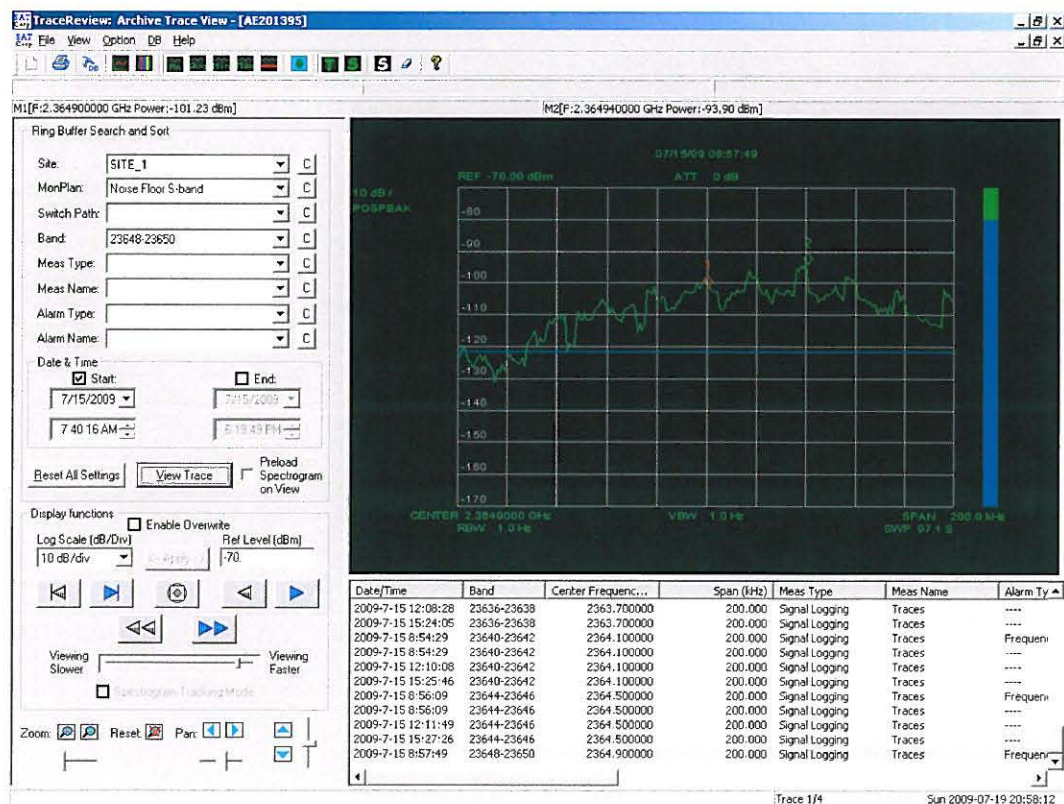 TraceReview: Archive Trace View - [AE201395]
File View Option DB Help
M1[F:2.364900000 GHz Power:-101.23 dBm] M2[F:2.364940000 GHz Power:-93.90 dBm]
Ring Buffer Search and Sort
Site: SITE_1 C
MonPlan: Noise Floor S-band C
Switch Path: C
Band: 23648-23650 C
Meas Type: C
Meas Name: C
Alarm Type: C
Alarm Name: C
Date & Time
Start: End:
7/15/2009 7/15/2009
7 40 16 AM 6:19:49 PM
Reset All Settings View Trace Preload
Spectrogram
on View
Display functions
Enable Overwrite
Log Scale (dB/Div) Ref Level (dBm)
10 dB/div Apply -70.
Viewing
Slower
Viewing
Faster
Spectrogram Tracking Mode
Zoom: Reset: Pan:
07/15/09 08:57:49
REF -70.00 dBm ATT 0 dB
10 dB /
POSPEAK
-80
-90
-100
-110
-120
-130
-140
-150
-160
-170
CENTER 2.3649000 GHz SPAN 200.0 kHz
RBW 1.0 Hz VBW 1.0 Hz SWP 97.1 S
Date/Time Band Center Frequenc... Span (kHz) Meas Type Meas Name Alarm Ty
2009-7-15 12:08:28 23636-23638 2363.700000 200.000 Signal Logging Traces ----
2009-7-15 15:24:05 23636-23638 2363.700000 200.000 Signal Logging Traces ----
2009-7-15 8:54:29 23640-23642 2364.100000 200.000 Signal Logging Traces Frequen
2009-7-15 8:54:29 23640-23642 2364.100000 200.000 Signal Logging Traces ----
2009-7-15 12:10:08 23640-23642 2364.100000 200.000 Signal Logging Traces ----
2009-7-15 15:25:46 23640-23642 2364.100000 200.000 Signal Logging Traces ----
2009-7-15 8:56:09 23644-23646 2364.500000 200.000 Signal Logging Traces Frequen
2009-7-15 8:56:09 23644-23646 2364.500000 200.000 Signal Logging Traces ----
2009-7-15 12:11:49 23644-23646 2364.500000 200.000 Signal Logging Traces ----
2009-7-15 15:27:26 23644-23646 2364.500000 200.000 Signal Logging Traces ----
2009-7-15 8:57:49 23648-23650 2364.900000 200.000 Signal Logging Traces Frequen
Trace 1/4 Sun 2009-07-19 20:58:12